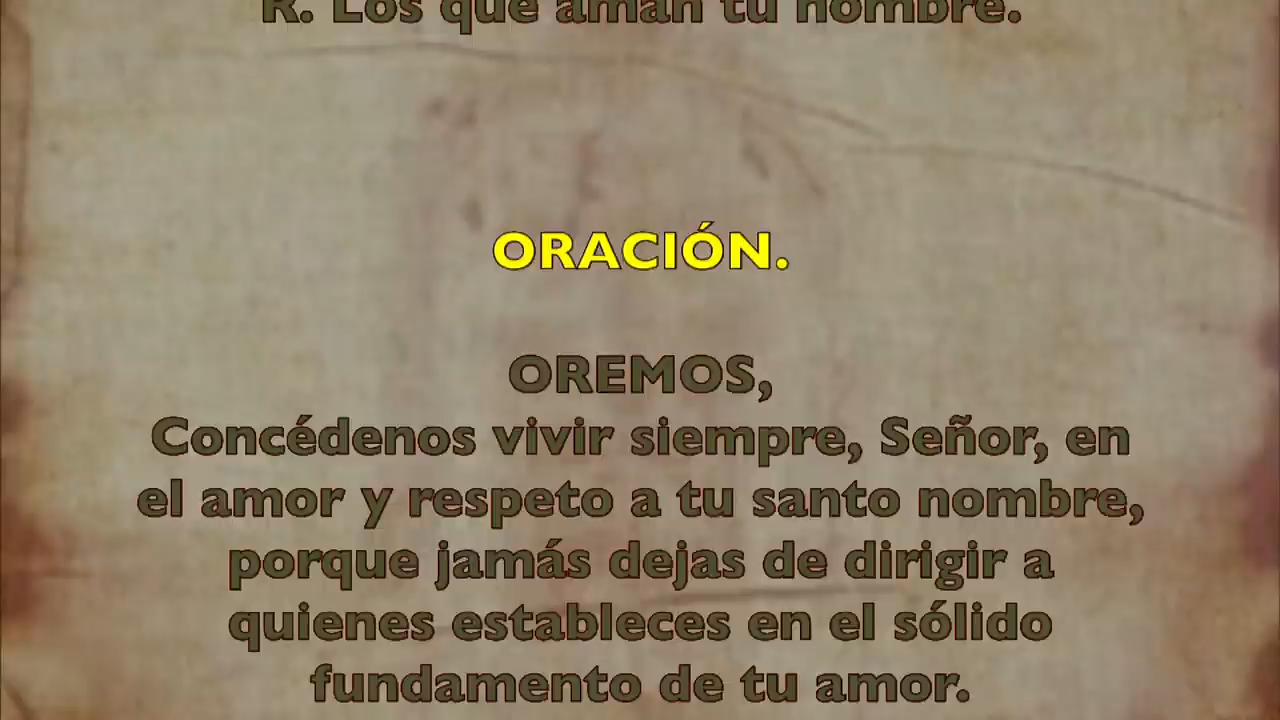 R. Los que aman tu nombre.
ORACIÓN.
OREMOS,
Concédenos vivir siempre, Señor, en
el amor y respeto a tu santo nombre,
porque jamás dejas de dirigir a
quienes estableces en el sólido
fundamento de tu amor.